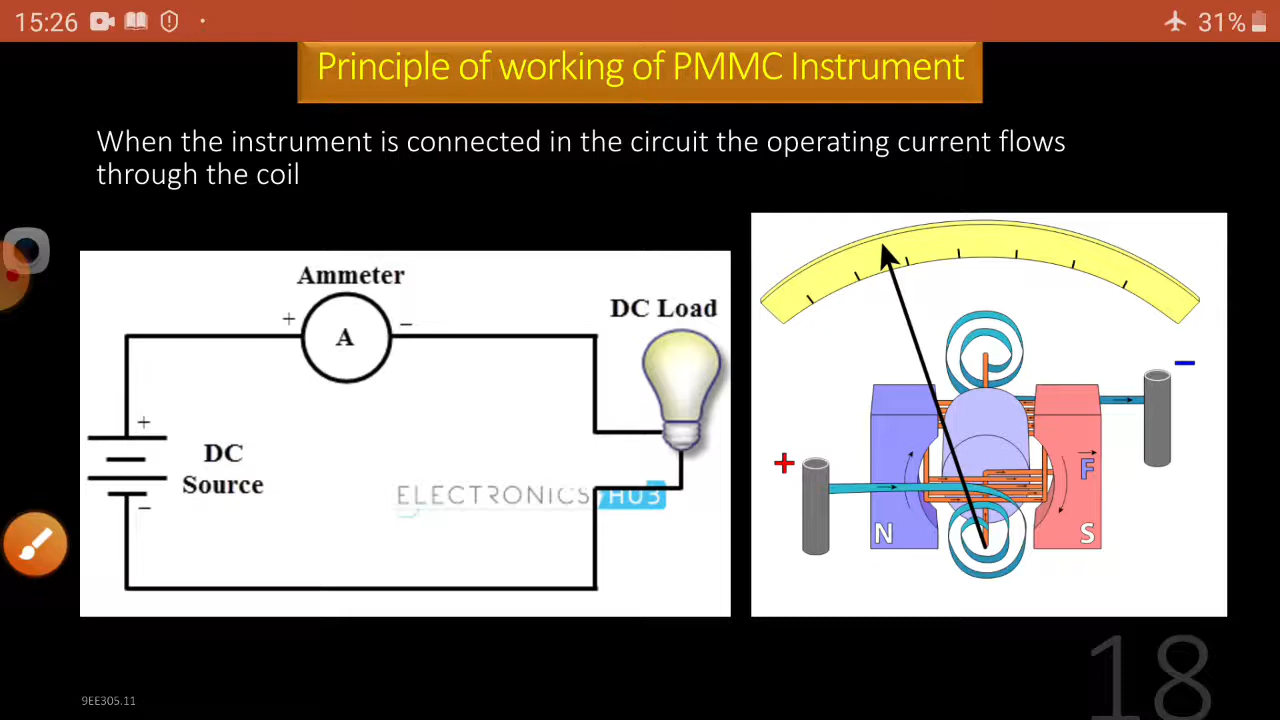 15:26
31%
Principle of working of PMMC Instrument
When the instrument is connected in the circuit the operating current flows
through the coil
Ammeter
+
−
A
DC Load
+
DC
Source
−
ELECTRONICS HUB
+
−
F
N
S
18
9EE305.11